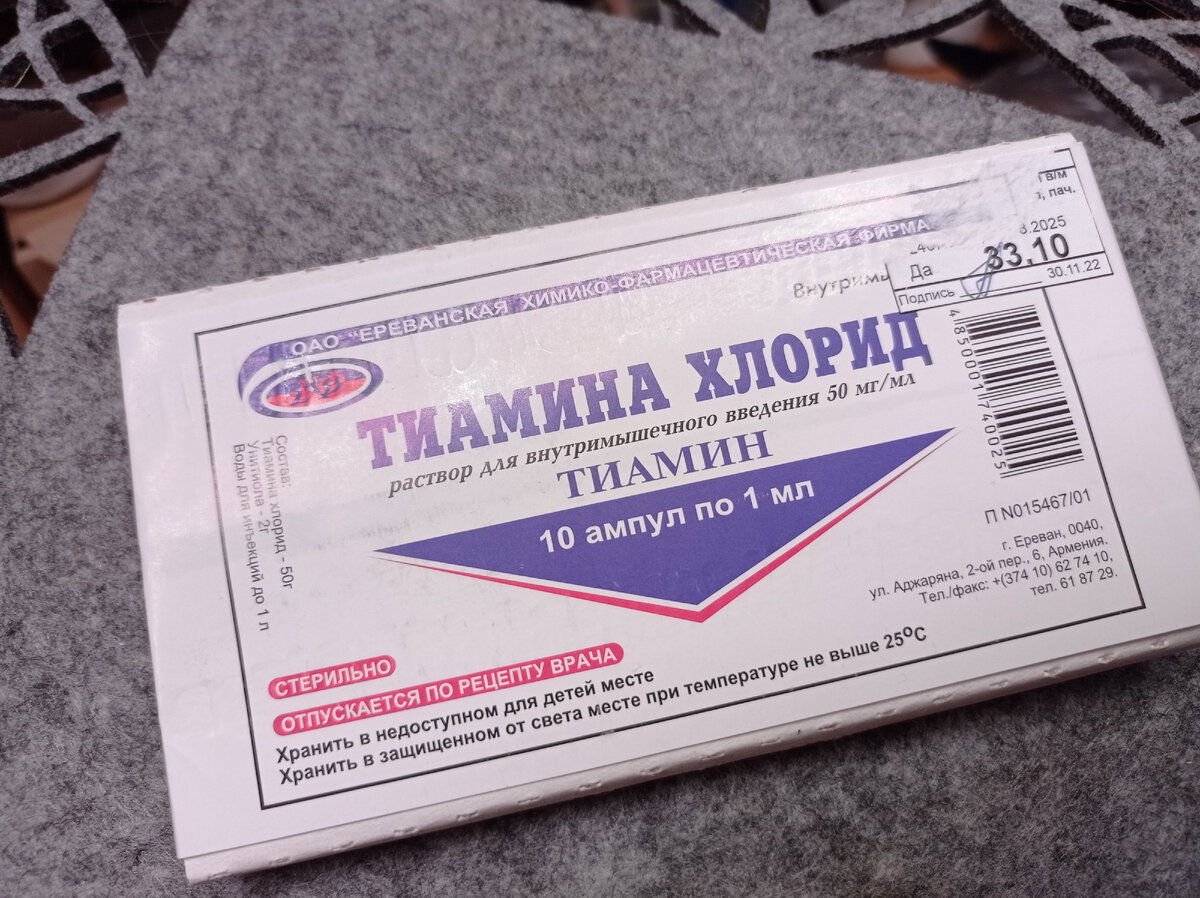 ОАО "ЕРЕВАНСКАЯ ХИМИКО-ФАРМАЦЕВТИЧЕСКАЯ ФИРМА
г в/м
пач.
.2025
Да 33,10
Подпись 30.11.22
ТИАМИНА ХЛОРИД
раствор для внутримышечного введения 50 мг/мл
ТИАМИН
10 ампул по 1 мл
4850001740025
Состав:
Тиамина хлорид - 50г
Унитиола - 2г
Воды для инъекций до 1 л
П N015467/01
г. Ереван, 0040,
ул. Аджаряна, 2-ой пер., 6, Армения.
Тел./факс: +(374 10) 62 74 10,
тел. 61 87 29.
СТЕРИЛЬНО
ОТПУСКАЕТСЯ ПО РЕЦЕПТУ ВРАЧА
Хранить в недоступном для детей месте
Хранить в защищенном от света месте при температуре не выше 25°С